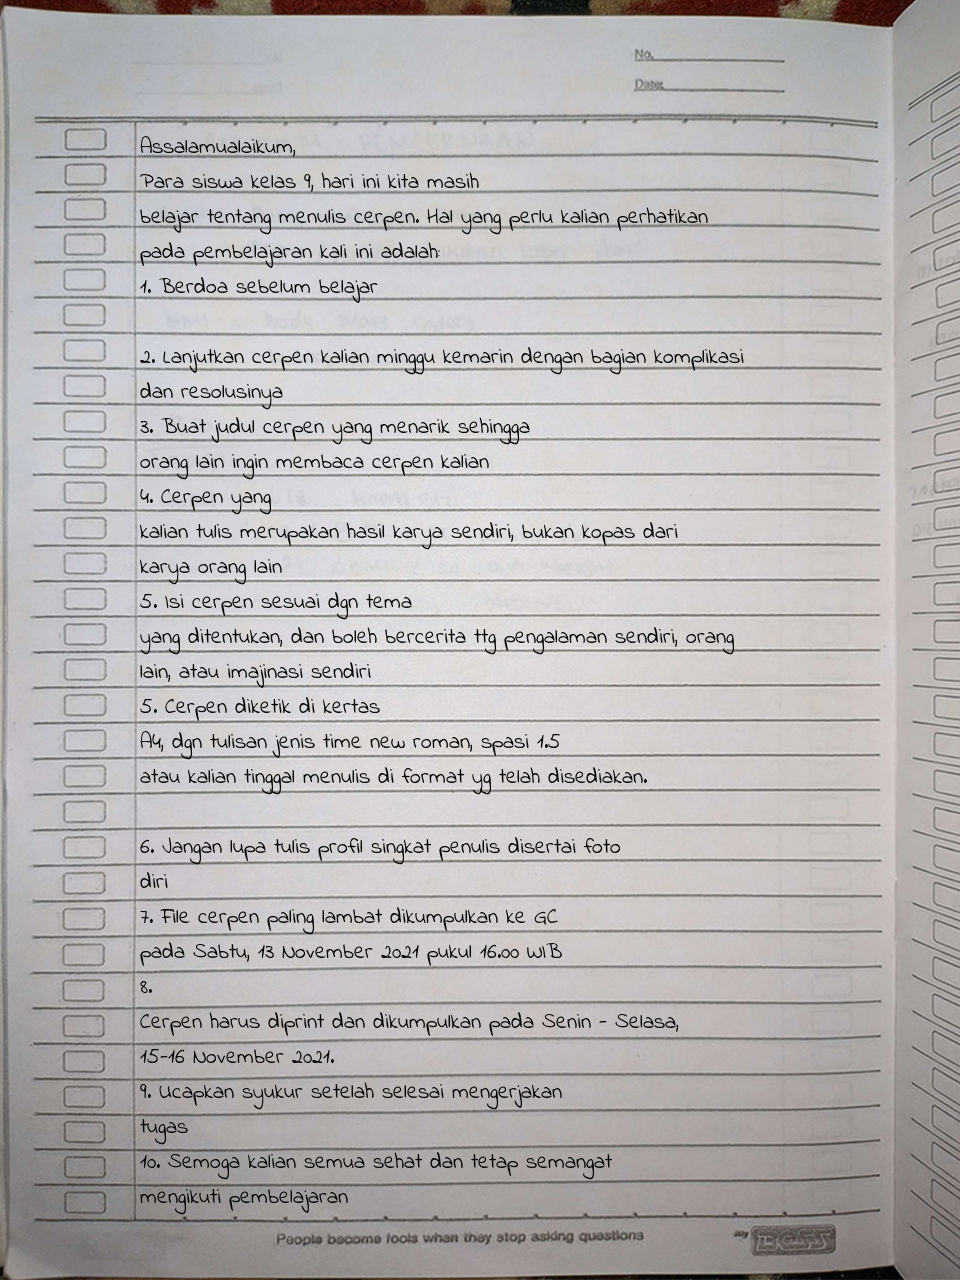 No.
Date:
Assalamualaikum,
Para siswa kelas 9, hari ini kita masih
belajar tentang menulis cerpen. Hal yang perlu kalian perhatikan
pada pembelajaran kali ini adalah:
1. Berdoa sebelum belajar
2. Lanjutkan cerpen kalian minggu kemarin dengan bagian komplikasi
dan resolusinya
3. Buat judul cerpen yang menarik sehingga
orang lain ingin membaca cerpen kalian
4. Cerpen yang
kalian tulis merupakan hasil karya sendiri, bukan kopas dari
karya orang lain
5. Isi cerpen sesuai dgn tema
yang ditentukan, dan boleh bercerita ttg pengalaman sendiri, orang
lain, atau imajinasi sendiri
5. Cerpen diketik di kertas
A4, dgn tulisan jenis time new roman, spasi 1.5
atau kalian tinggal menulis di format yg telah disediakan.
6. Jangan lupa tulis profil singkat penulis disertai foto
diri
7. File cerpen paling lambat dikumpulkan ke GC
pada Sabtu, 13 November 2021 pukul 16.00 WIB
8.
Cerpen harus diprint dan dikumpulkan pada Senin - Selasa,
15-16 November 2021.
9. Ucapkan syukur setelah selesai mengerjakan
tugas
10. Semoga kalian semua sehat dan tetap semangat
mengikuti pembelajaran
People become fools when they stop asking questions
my BOSS